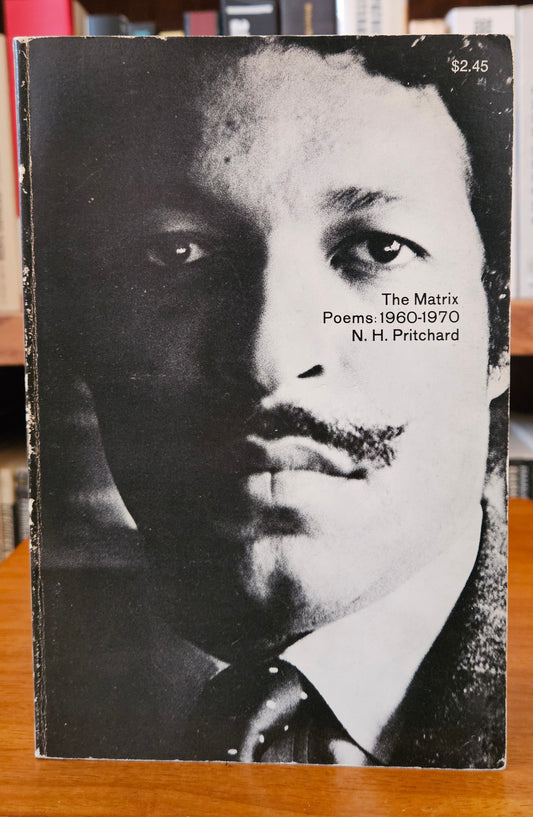 $2.45
The Matrix
Poems: 1960-1970
N. H. Pritchard